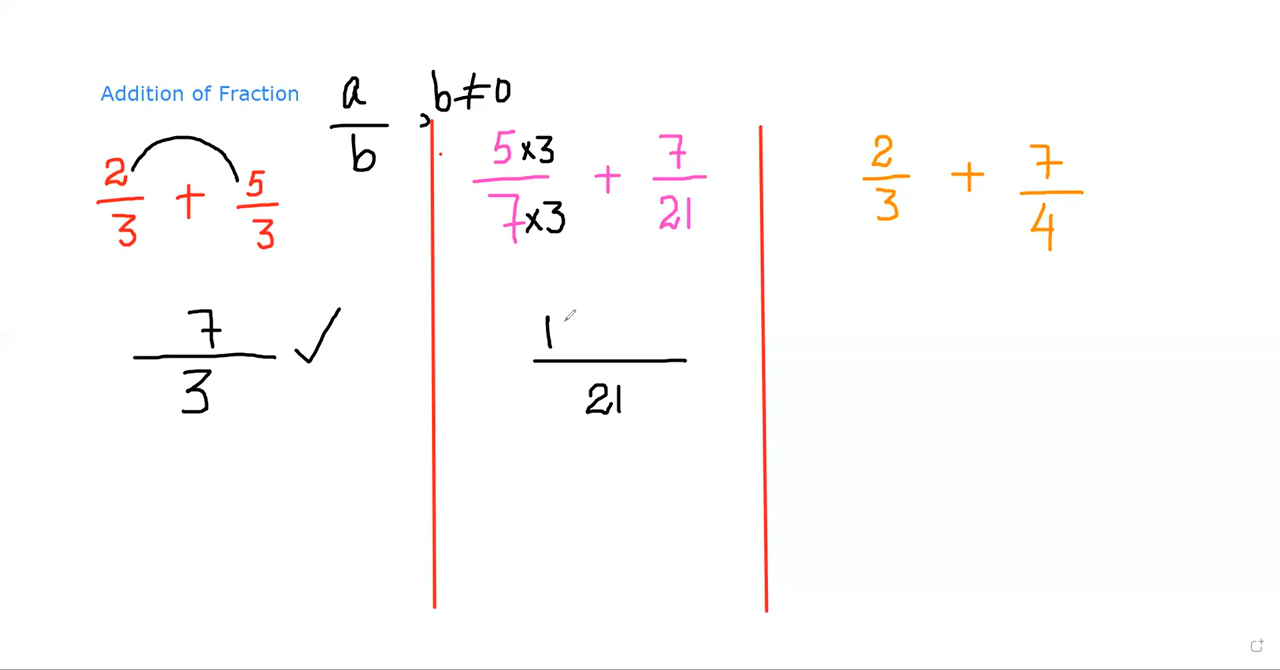 Addition of Fraction
a/b , b≠0
2/3 + 5/3
7/3 ✓
5×3/7×3 + 7/21
1/21
2/3 + 7/4